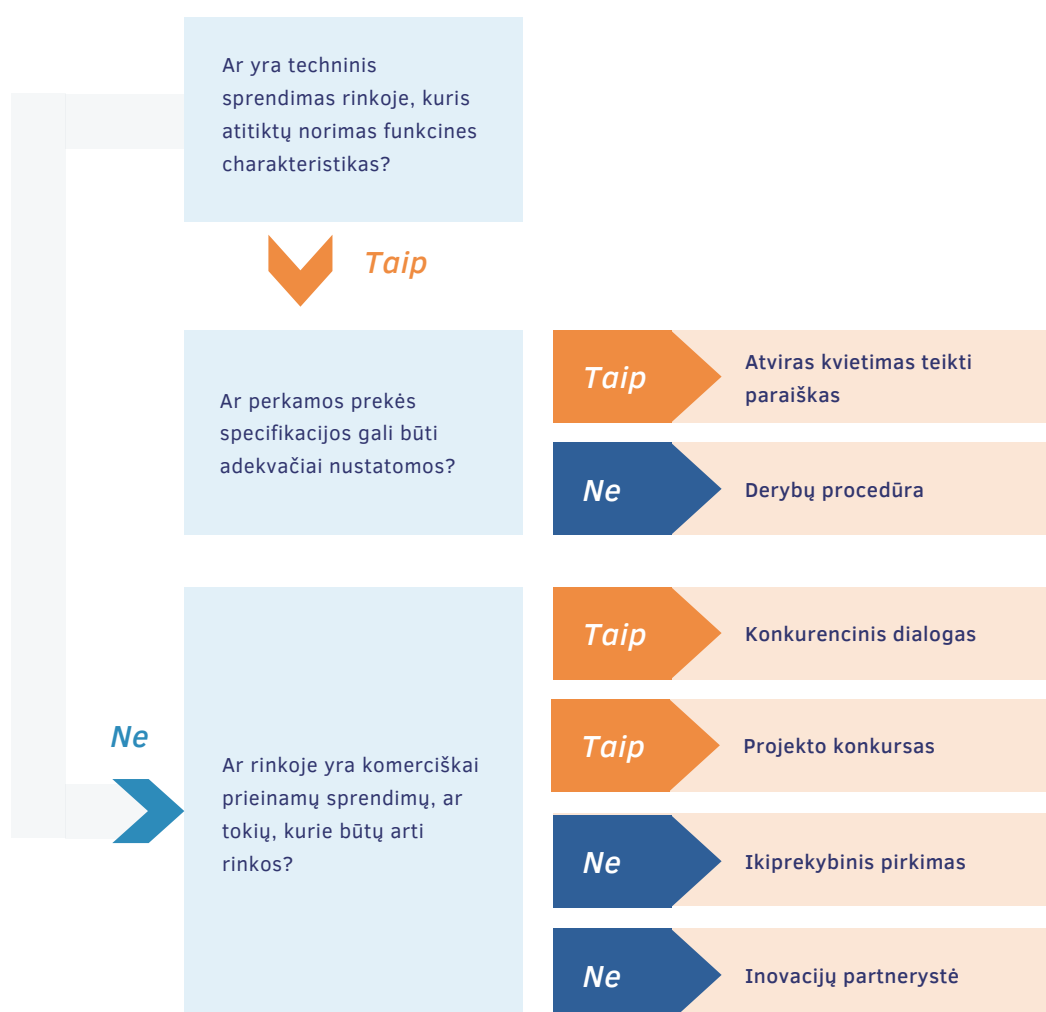 Ar yra techninis
sprendimas rinkoje, kuris
atitiktų norimas funkcines
charakteristikas?
Taip
Ar perkamos prekės
specifikacijos gali būti
adekvačiai nustatomos?
Taip
Atviras kvietimas teikti
paraiškas
Ne
Derybų procedūra
Ne
Ar rinkoje yra komerciškai
prieinamų sprendimų, ar
tokių, kurie būtų arti
rinkos?
Taip
Konkurencinis dialogas
Taip
Projekto konkursas
Ne
Ikiprekybinis pirkimas
Ne
Inovacijų partnerystė